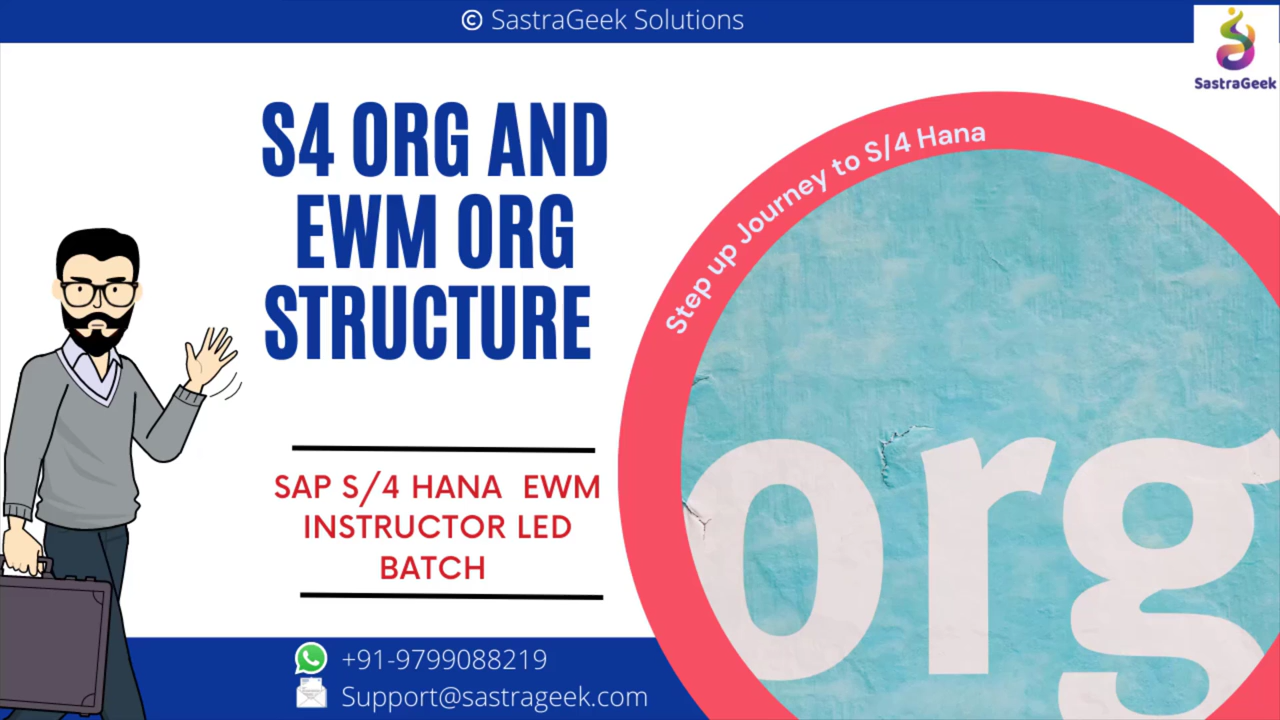 © SastraGeek Solutions
SastraGeek
S4 ORG AND
EWM ORG
STRUCTURE
Step up Journey to S/4 Hana
org
SAP S/4 HANA EWM
INSTRUCTOR LED
BATCH
+91-9799088219
Support@sastrageek.com